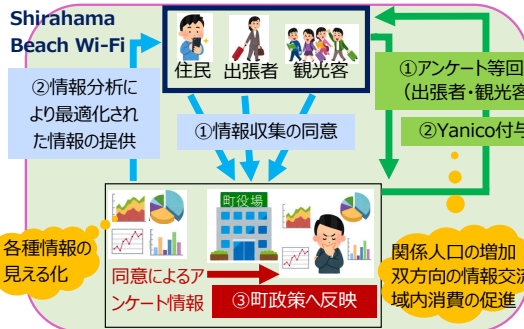 Shirahama
Beach Wi-Fi
住民 出張者 観光客
②情報分析に
より最適化され
た情報の提供
①情報収集の同意
①アンケート等回
（出張者・観光客
②Yanico付与
町役場
各種情報の
見える化
同意によるア
ンケート情報
③町政策へ反映
関係人口の増加
双方向の情報交流
域内消費の促進